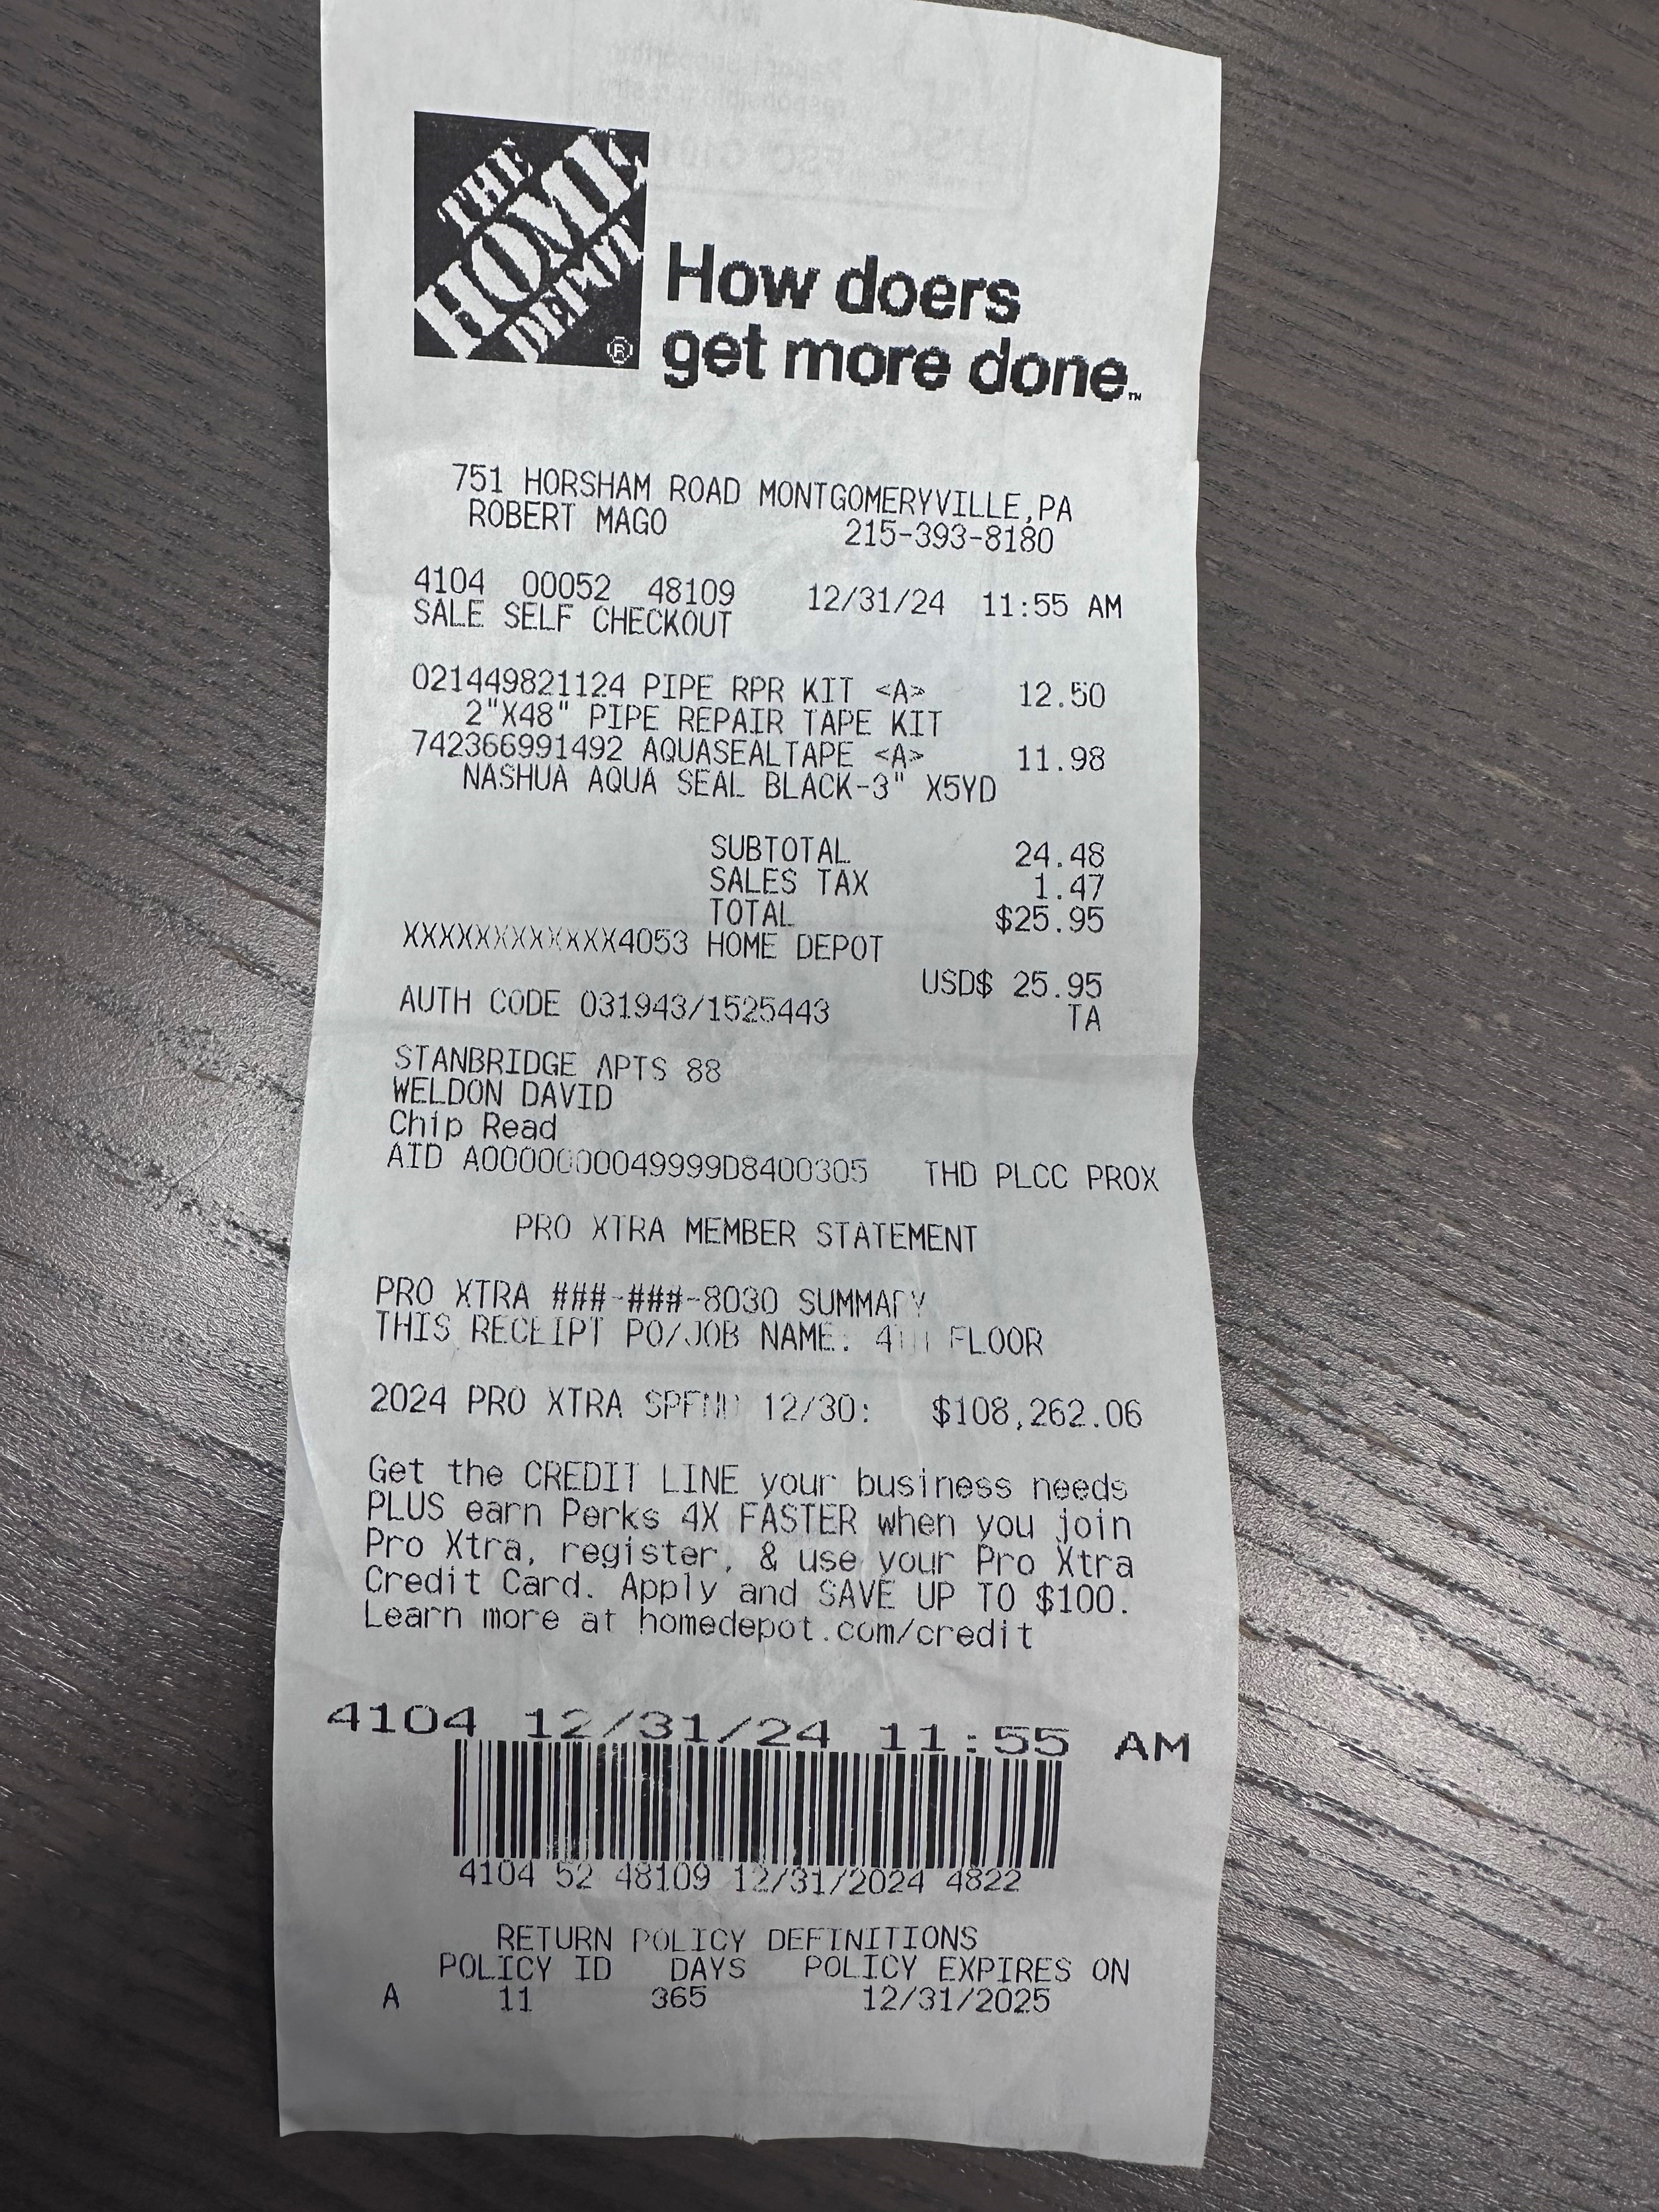 THE
HOME
DEPOT
®
How doers
get more done.™
751 HORSHAM ROAD MONTGOMERYVILLE,PA
ROBERT MAGO 215-393-8180
4104 00052 48109 12/31/24 11:55 AM
SALE SELF CHECKOUT
021449821124 PIPE RPR KIT <A> 12.50
2"X48" PIPE REPAIR TAPE KIT
742366991492 AQUASEALTAPE <A> 11.98
NASHUA AQUA SEAL BLACK-3" X5YD
SUBTOTAL 24.48
SALES TAX 1.47
TOTAL $25.95
XXXXXXXXXXXX4053 HOME DEPOT
USD$ 25.95
AUTH CODE 031943/1525443 TA
STANBRIDGE APTS 88
WELDON DAVID
Chip Read
AID A0000000049999D8400305 THD PLCC PROX
PRO XTRA MEMBER STATEMENT
PRO XTRA ###-###-8030 SUMMARY
THIS RECEIPT PO/JOB NAME: 4TH FLOOR
2024 PRO XTRA SPEND 12/30: $108,262.06
Get the CREDIT LINE your business needs
PLUS earn Perks 4X FASTER when you join
Pro Xtra, register, & use your Pro Xtra
Credit Card. Apply and SAVE UP TO $100.
Learn more at homedepot.com/credit
4104 12/31/24 11:55 AM
4104 52 48109 12/31/2024 4822
RETURN POLICY DEFINITIONS
POLICY ID DAYS POLICY EXPIRES ON
A 11 365 12/31/2025